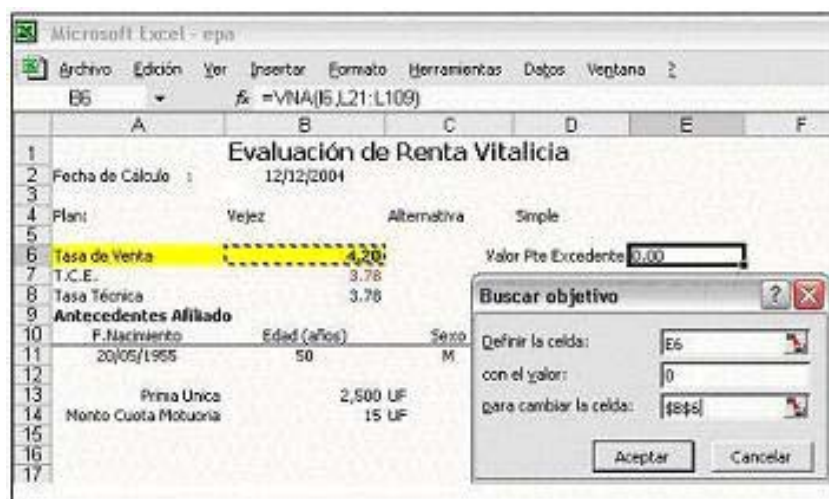 Microsoft Excel - epa
Archivo Edición Ver Insertar Formato Herramientas Datos Ventana ?
E6 fx =VNA(I6,L21:L109)
A B C D E F
1 Evaluación de Renta Vitalicia
2 Fecha de Cálculo : 12/12/2004
3
4 Plan: Vejez Alternativa Simple
5
6 Tasa de Venta 4,20 Valor Pte Excedente 0.00
7 T.C.E. 3.78
8 Tasa Técnica 3.78
9 Antecedentes Afiliado
10 F.Nacimiento Edad (años) Sexo
11 20/05/1955 50 M
12
13 Prima Unica 2,500 UF
14 Monto Cuota Motuoria 15 UF
15
16
17
Buscar objetivo
Definir la celda: E6
con el valor: 0
para cambiar la celda: $B$6
Aceptar Cancelar